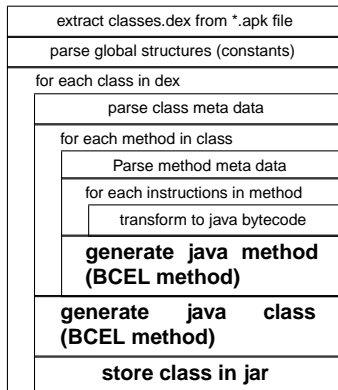 extract classes.dex from *.apk file
parse global structures (constants)
for each class in dex
parse class meta data
for each method in class
Parse method meta data
for each instructions in method
transform to java bytecode
generate java method
(BCEL method)
generate java class
(BCEL method)
store class in jar